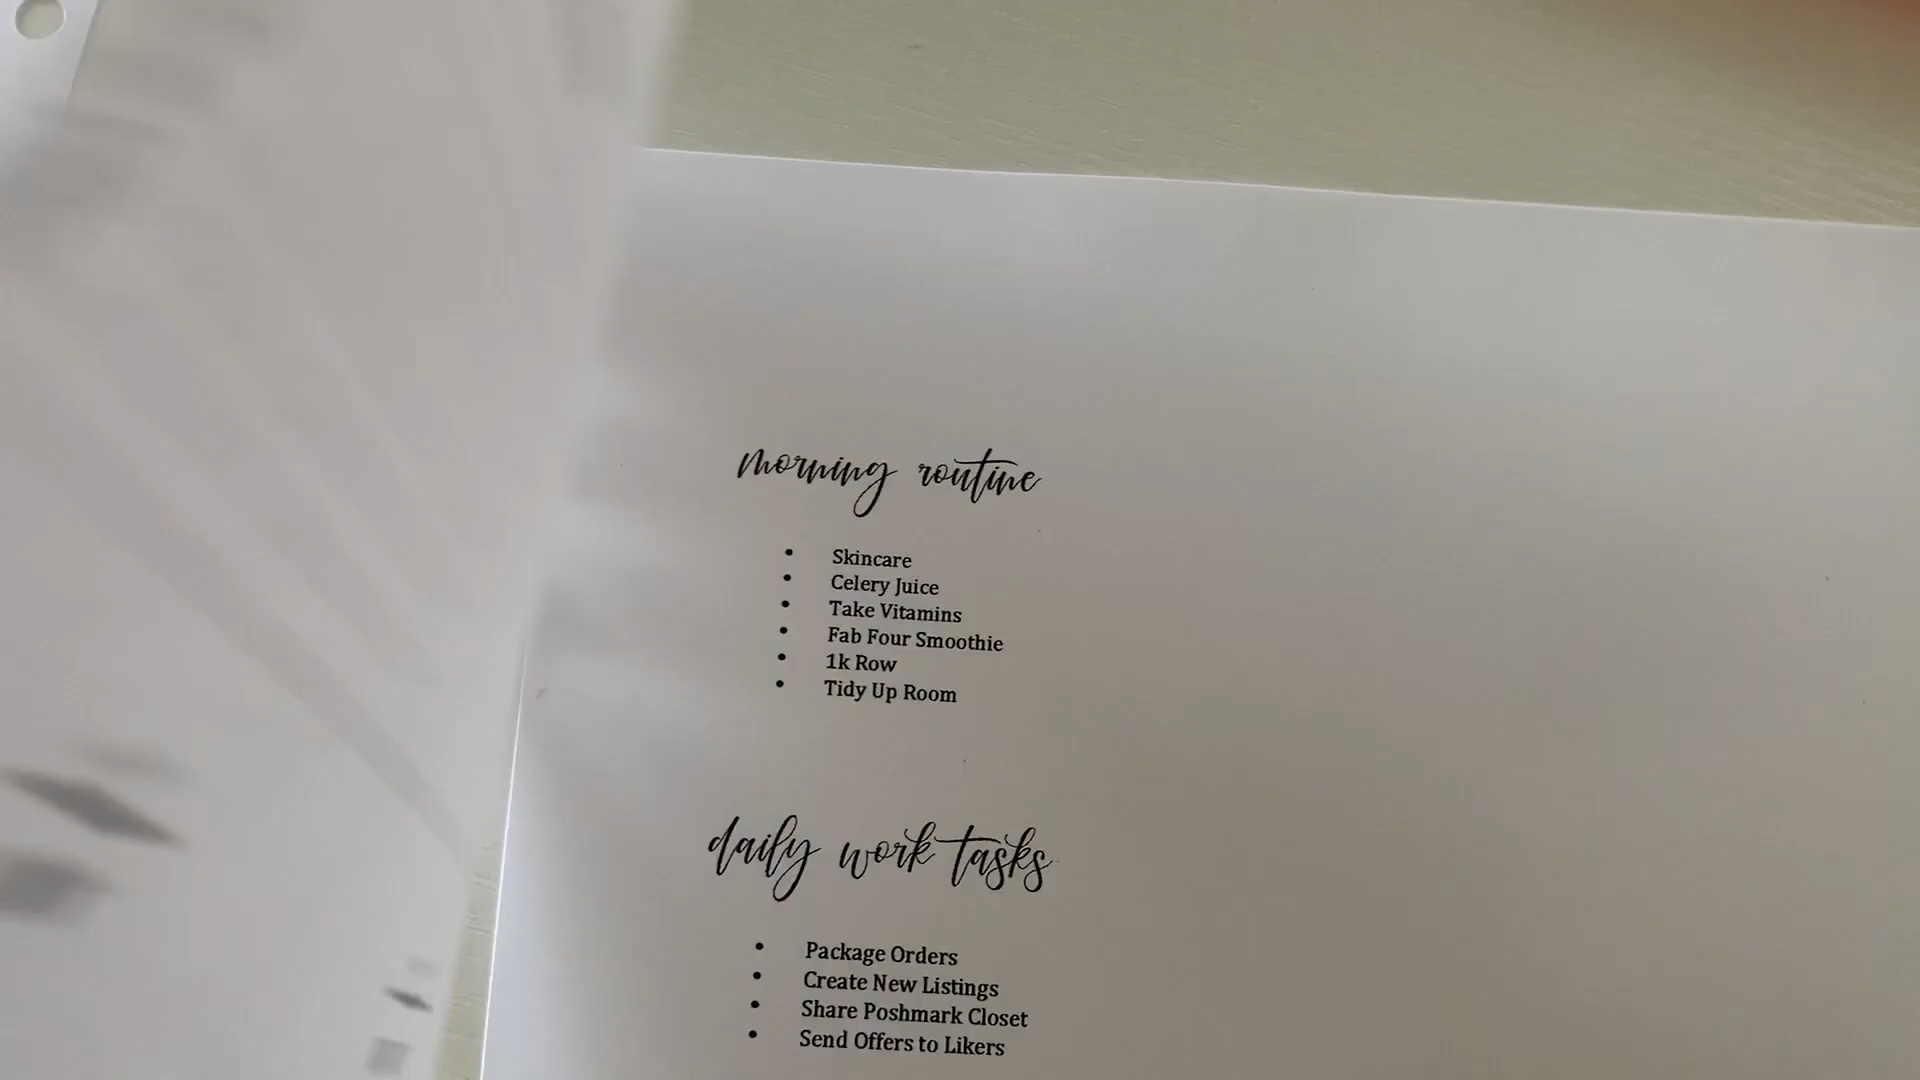 morning routine
Skincare
Celery Juice
Take Vitamins
Fab Four Smoothie
1k Row
Tidy Up Room
daily work tasks
Package Orders
Create New Listings
Share Poshmark Closet
Send Offers to Likers